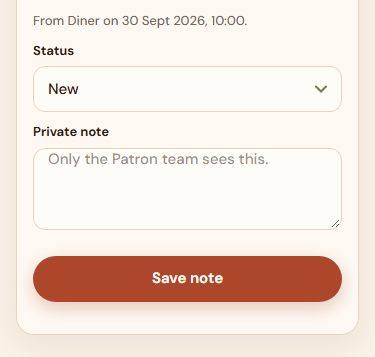 From Diner on 30 Sept 2026, 10:00.
Status
New
Private note
Only the Patron team sees this.
Save note